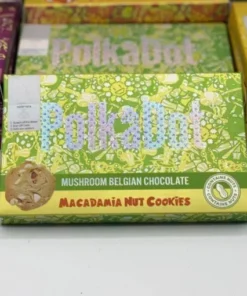 PolkaDot
PolkaDot
MUSHROOM BELGIAN CHOCOLATE
MACADAMIA NUT COOKIES